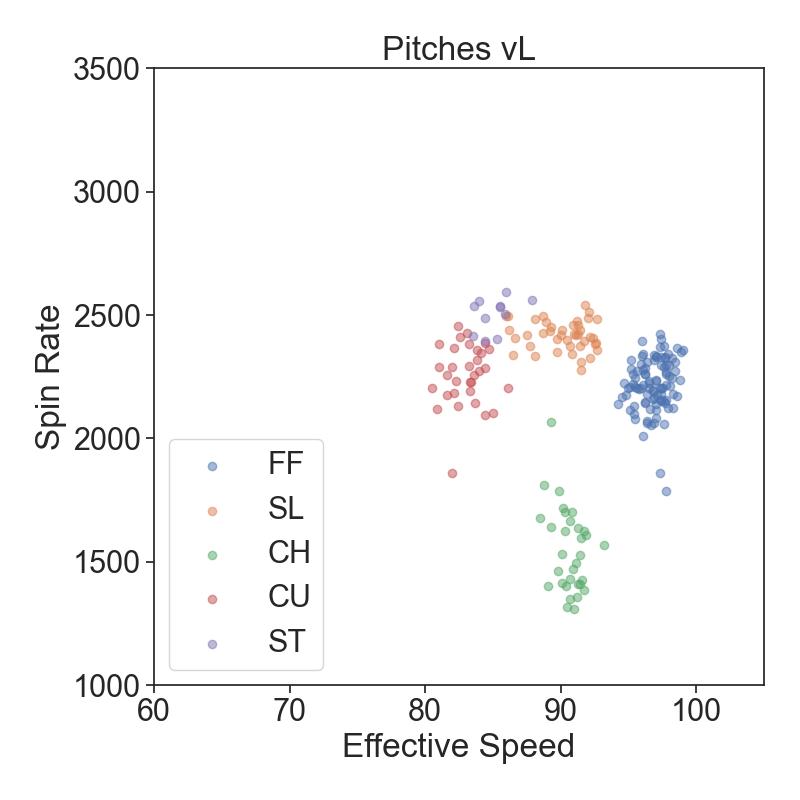 Pitches vL
3500
3000
2500
2000
1500
1000
Spin Rate
FF
SL
CH
CU
ST
60 70 80 90 100
Effective Speed